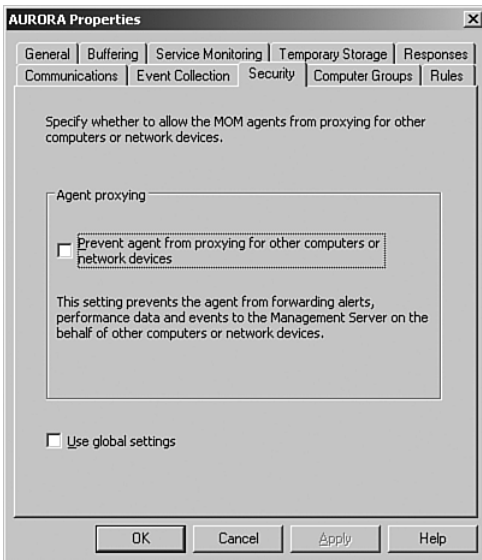 AURORA Properties
General
Buffering
Service Monitoring
Temporary Storage
Responses
Communications
Event Collection
Security
Computer Groups
Rules
Specify whether to allow the MOM agents from proxying for other
computers or network devices.
Agent proxying
Prevent agent from proxying for other computers or
network devices
This setting prevents the agent from forwarding alerts,
performance data and events to the Management Server on the
behalf of other computers or network devices.
Use global settings
OK
Cancel
Apply
Help